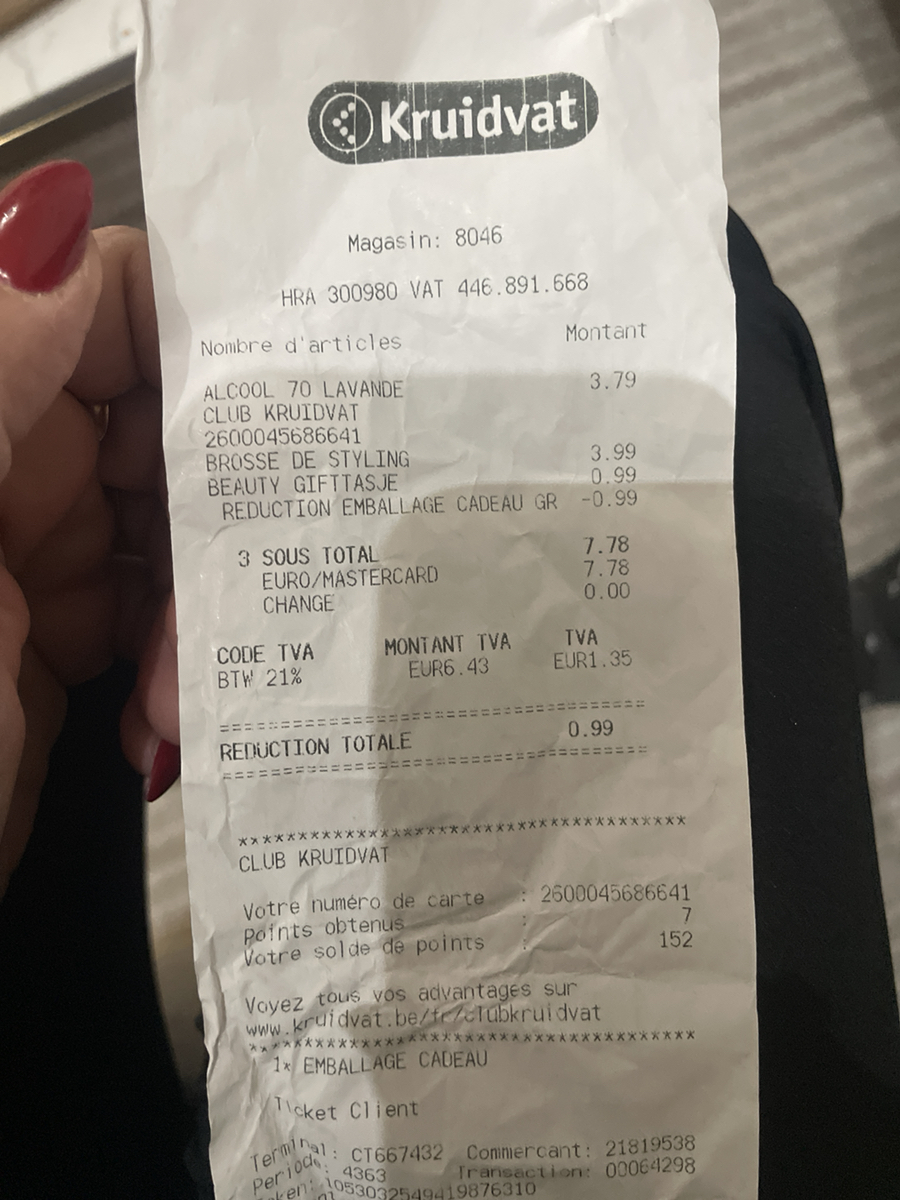 Kruidvat
Magasin: 8046
HRA 300980 VAT 446.891.668
Nombre d'articles Montant
ALCOOL 70 LAVANDE 3.79
CLUB KRUIDVAT
2600045686641
BROSSE DE STYLING 3.99
BEAUTY GIFTTASJE 0.99
REDUCTION EMBALLAGE CADEAU GR -0.99
3 SOUS TOTAL 7.78
EURO/MASTERCARD 7.78
CHANGE 0.00
CODE TVA MONTANT TVA TVA
BTW 21% EUR6.43 EUR1.35
====================================
REDUCTION TOTALE 0.99
====================================
**************************************
CLUB KRUIDVAT
Votre numéro de carte : 2600045686641
Points obtenus : 7
Votre solde de points : 152
Voyez tous vos advantages sur
www.kruidvat.be/fr/clubkruidvat
**************************************
1* EMBALLAGE CADEAU
Ticket Client
Terminal: CT667432 Commercant: 21819538
Periode: 4363 Transaction: 00064298